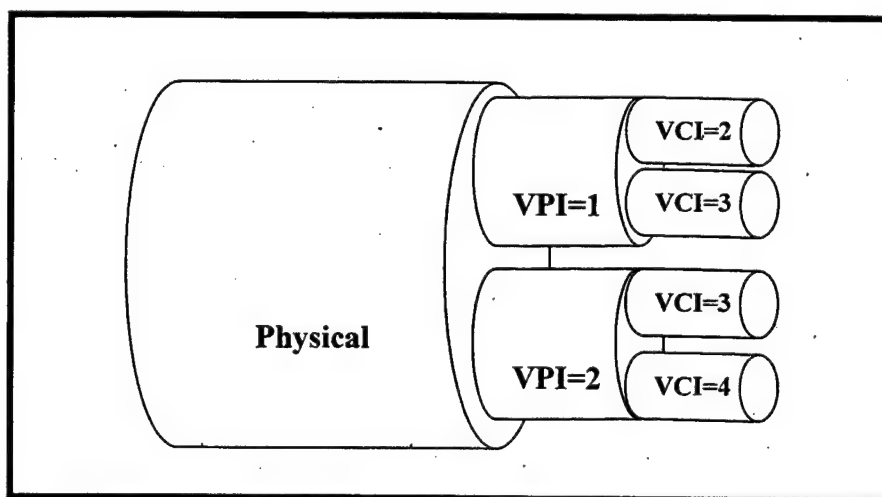 VCI=2
VPI=1
VCI=3
Physical
VCI=3
VPI=2
VCI=4